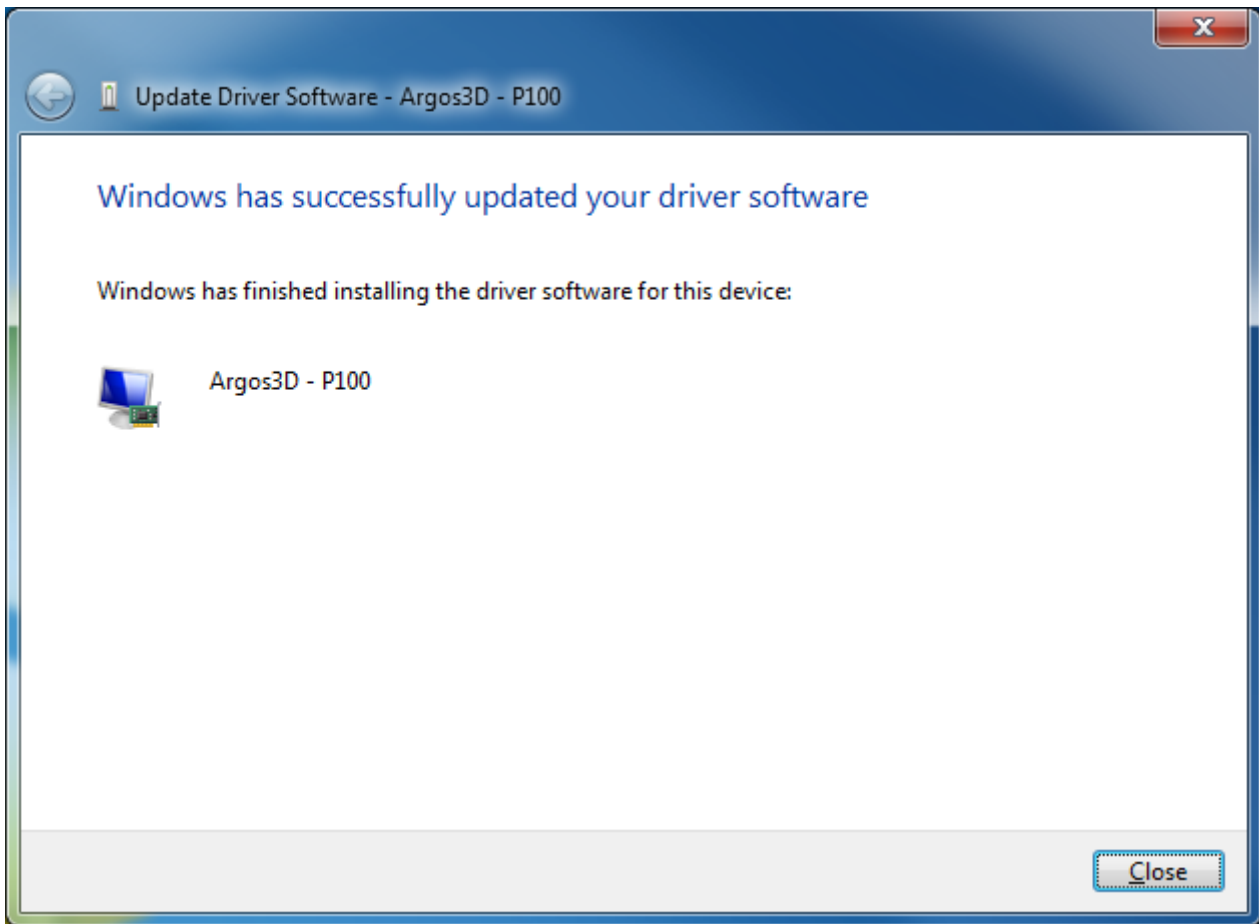 Update Driver Software - Argos3D - P100
Windows has successfully updated your driver software
Windows has finished installing the driver software for this device:
Argos3D - P100
Close